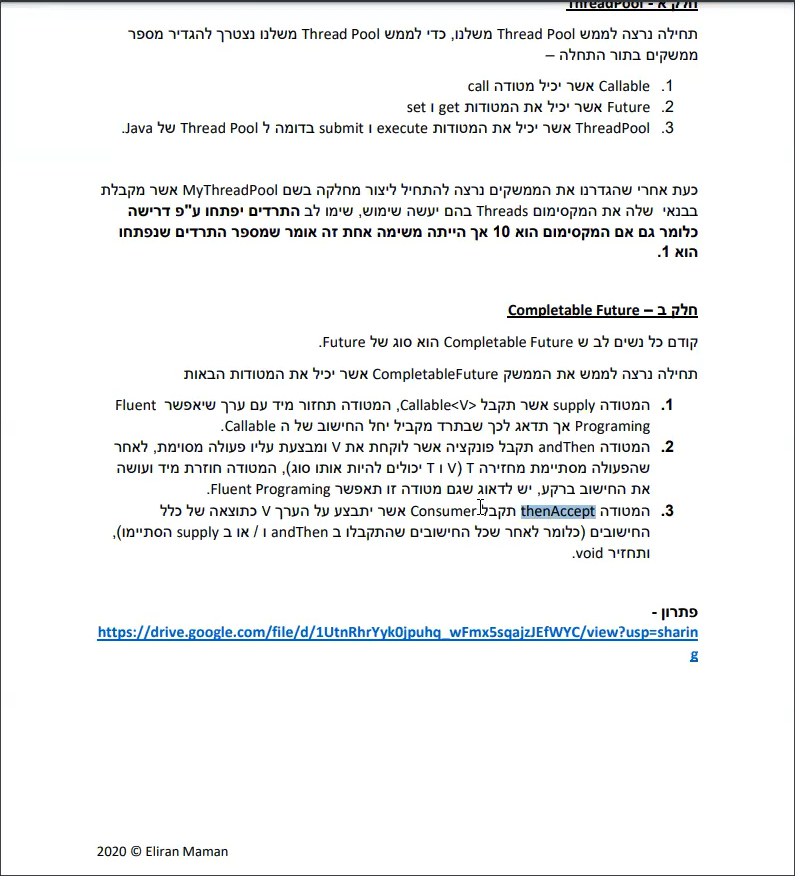 חלק א - ThreadPool
תחילה נרצה לממש Thread Pool משלנו, כדי לממש Thread Pool משלנו נצטרך להגדיר מספר
ממשקים בתור התחלה –
1. Callable אשר יכיל מטודה call
2. Future אשר יכיל את המטודות get ו set
3. ThreadPool אשר יכיל את המטודות execute ו submit בדומה ל Thread Pool של Java.
כעת אחרי שהגדרנו את הממשקים נרצה להתחיל ליצור מחלקה בשם MyThreadPool אשר מקבלת
בבנאי שלה את המקסימום Threads בהם יעשה שימוש, שימו לב התרדים יפתחו ע"פ דרישה
כלומר גם אם המקסימום הוא 10 אך הייתה משימה אחת זה אומר שמספר התרדים שנפתחו
הוא 1.
חלק ב – Completable Future
קודם כל נשים לב ש Completable Future הוא סוג של Future.
תחילה נרצה לממש את הממשק CompletableFuture אשר יכיל את המטודות הבאות
1. המטודה supply אשר תקבל Callable<V>, המטודה תחזור מיד עם ערך שיאפשר Fluent
Programing אך תדאג לכך שבתרד מקביל יחל החישוב של ה Callable.
2. המטודה andThen תקבל פונקציה אשר לוקחת את V ומבצעת עליו פעולה מסוימת, לאחר
שהפעולה מסתיימת מחזירה T (V ו T יכולים להיות אותו סוג), המטודה חוזרת מיד ועושה
את החישוב ברקע, יש לדאוג שגם מטודה זו תאפשר Fluent Programing.
3. המטודה thenAccept תקבל Consumer אשר יתבצע על הערך V כתוצאה של כלל
החישובים (כלומר לאחר שכל החישובים שהתקבלו ב andThen ו / או ב supply הסתיימו),
ותחזיר void.
פתרון -
https://drive.google.com/file/d/1UtnRhrYyk0jpuhq_wFmx5sqajzJEfWYC/view?usp=sharin
g
2020 © Eliran Maman